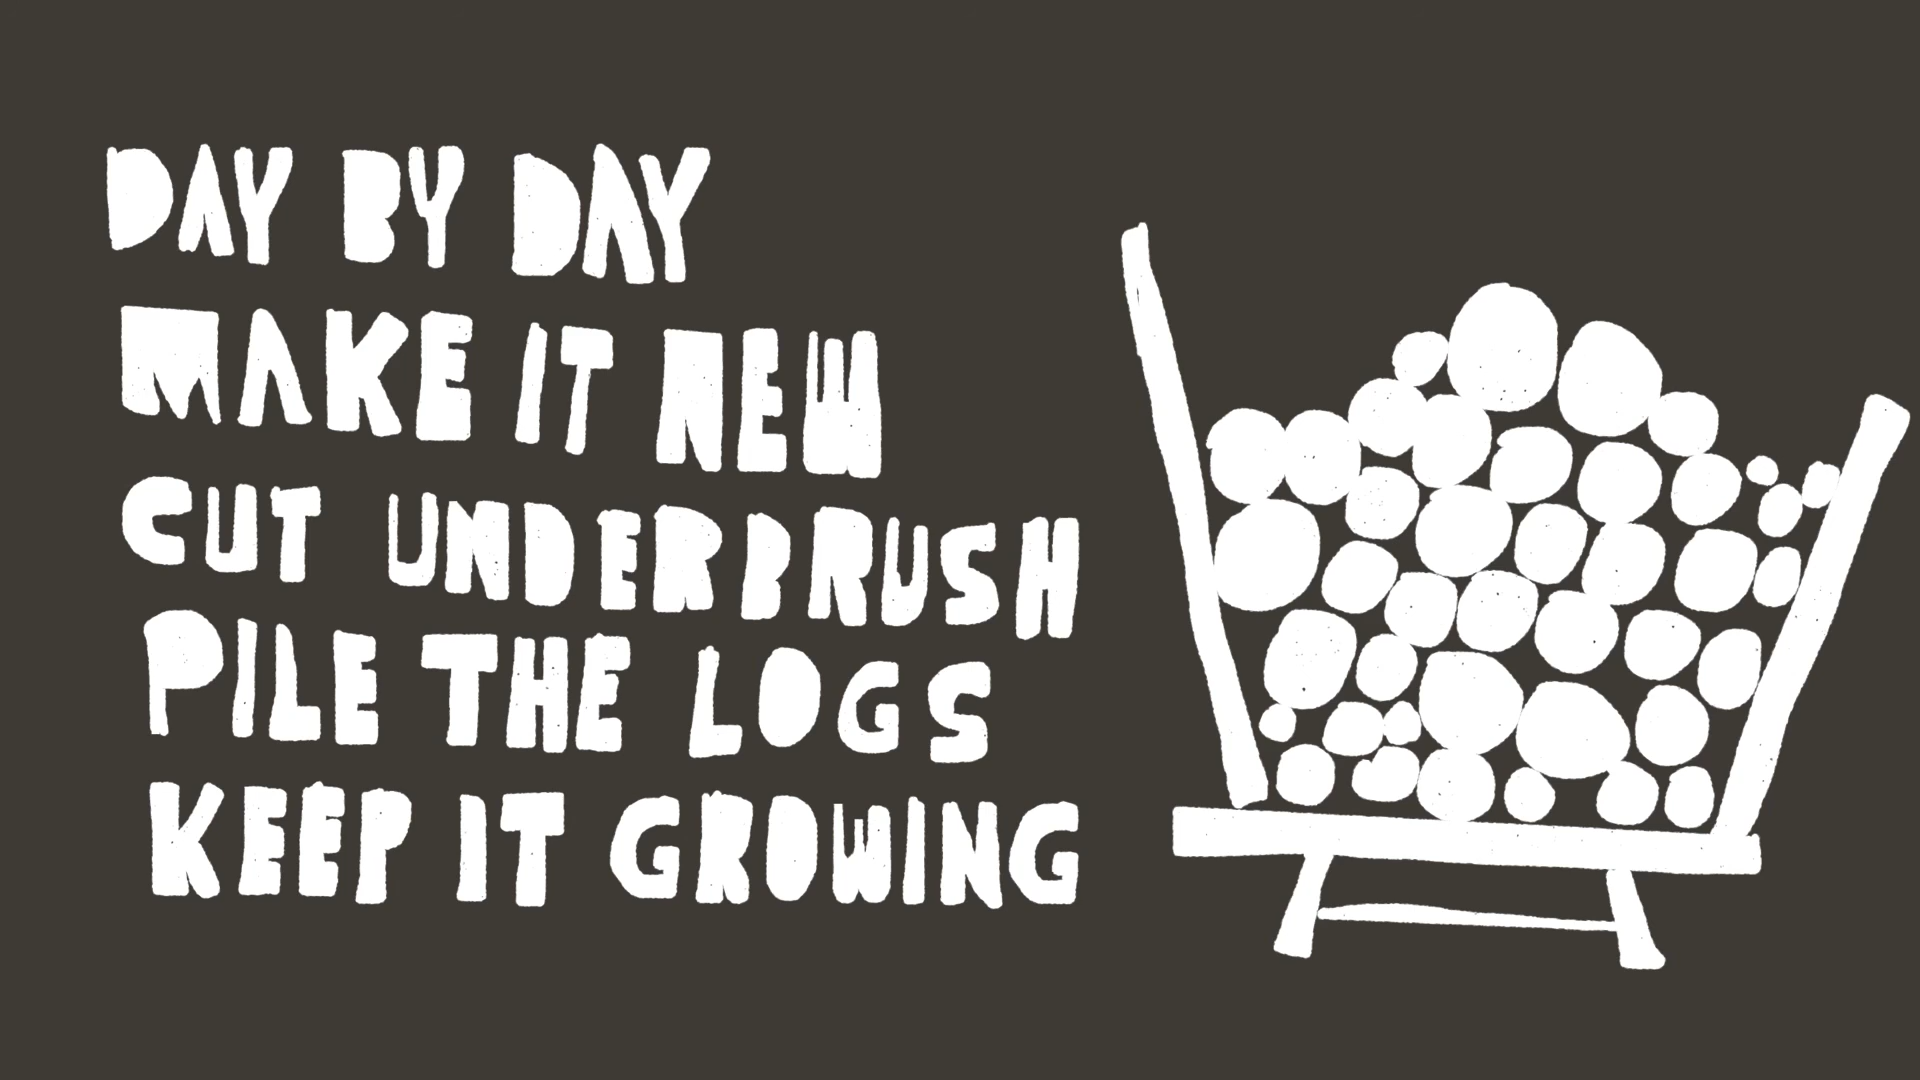 DAY BY DAY
MAKE IT NEW
CUT UNDERBRUSH
PILE THE LOGS
KEEP IT GROWING